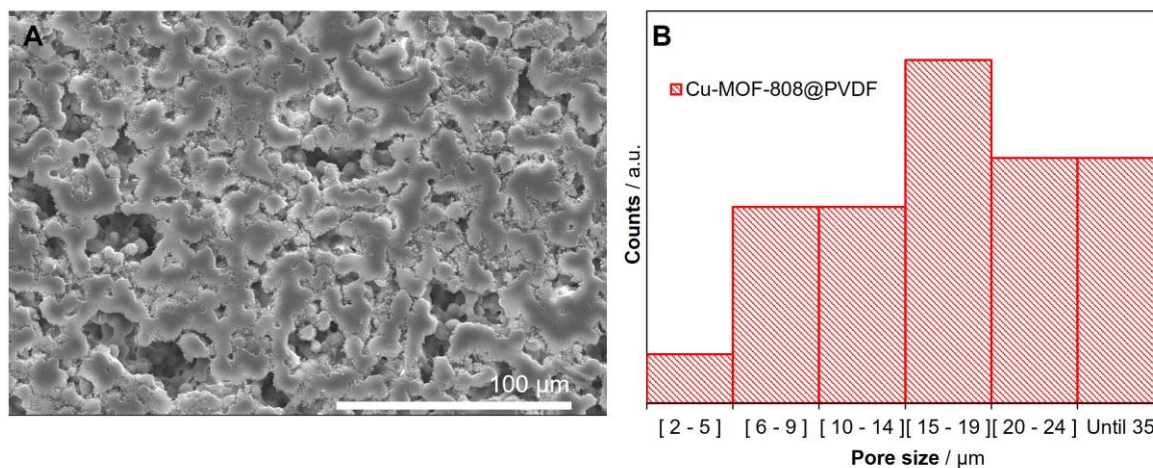 A
100 μm
B
Cu-MOF-808@PVDF
Counts / a.u.
[ 2 - 5 ] [ 6 - 9 ] [ 10 - 14 ] [ 15 - 19 ] [ 20 - 24 ] Until 35
Pore size / μm